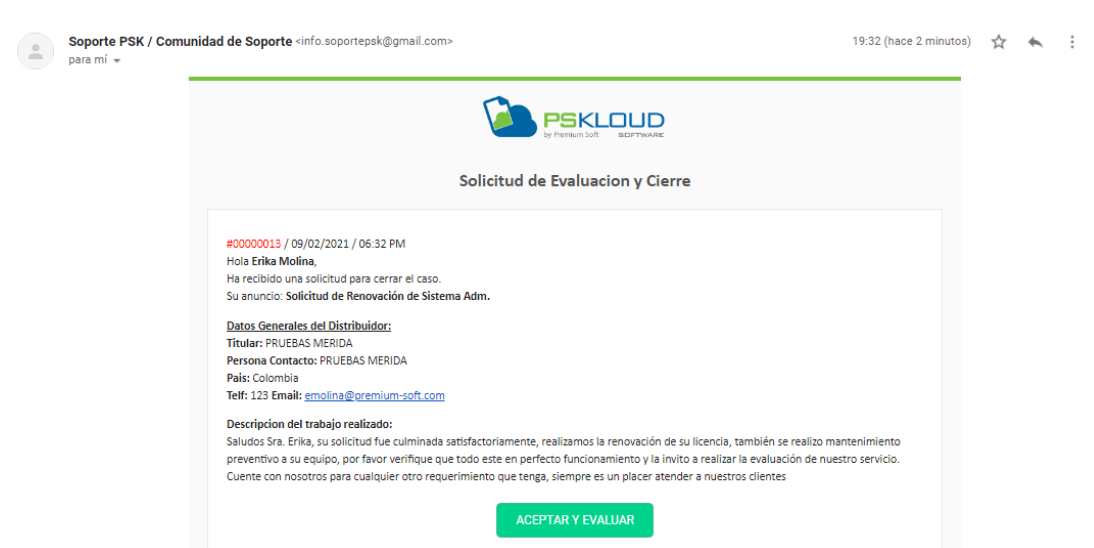 Soporte PSK / Comunidad de Soporte <info.soportepsk@gmail.com>
19:32 (hace 2 minutos)
para mí
PSKLOUD
by Premium Soft SOFTWARE
Solicitud de Evaluacion y Cierre
#00000013 / 09/02/2021 / 06:32 PM
Hola Erika Molina,
Ha recibido una solicitud para cerrar el caso.
Su anuncio: Solicitud de Renovación de Sistema Adm.
Datos Generales del Distribuidor:
Titular: PRUEBAS MERIDA
Persona Contacto: PRUEBAS MERIDA
Pais: Colombia
Telf: 123 Email: emolina@premium-soft.com
Descripcion del trabajo realizado:
Saludos Sra. Erika, su solicitud fue culminada satisfactoriamente, realizamos la renovación de su licencia, también se realizo mantenimiento
preventivo a su equipo, por favor verifique que todo este en perfecto funcionamiento y la invito a realizar la evaluación de nuestro servicio.
Cuente con nosotros para cualquier otro requerimiento que tenga, siempre es un placer atender a nuestros clientes
ACEPTAR Y EVALUAR